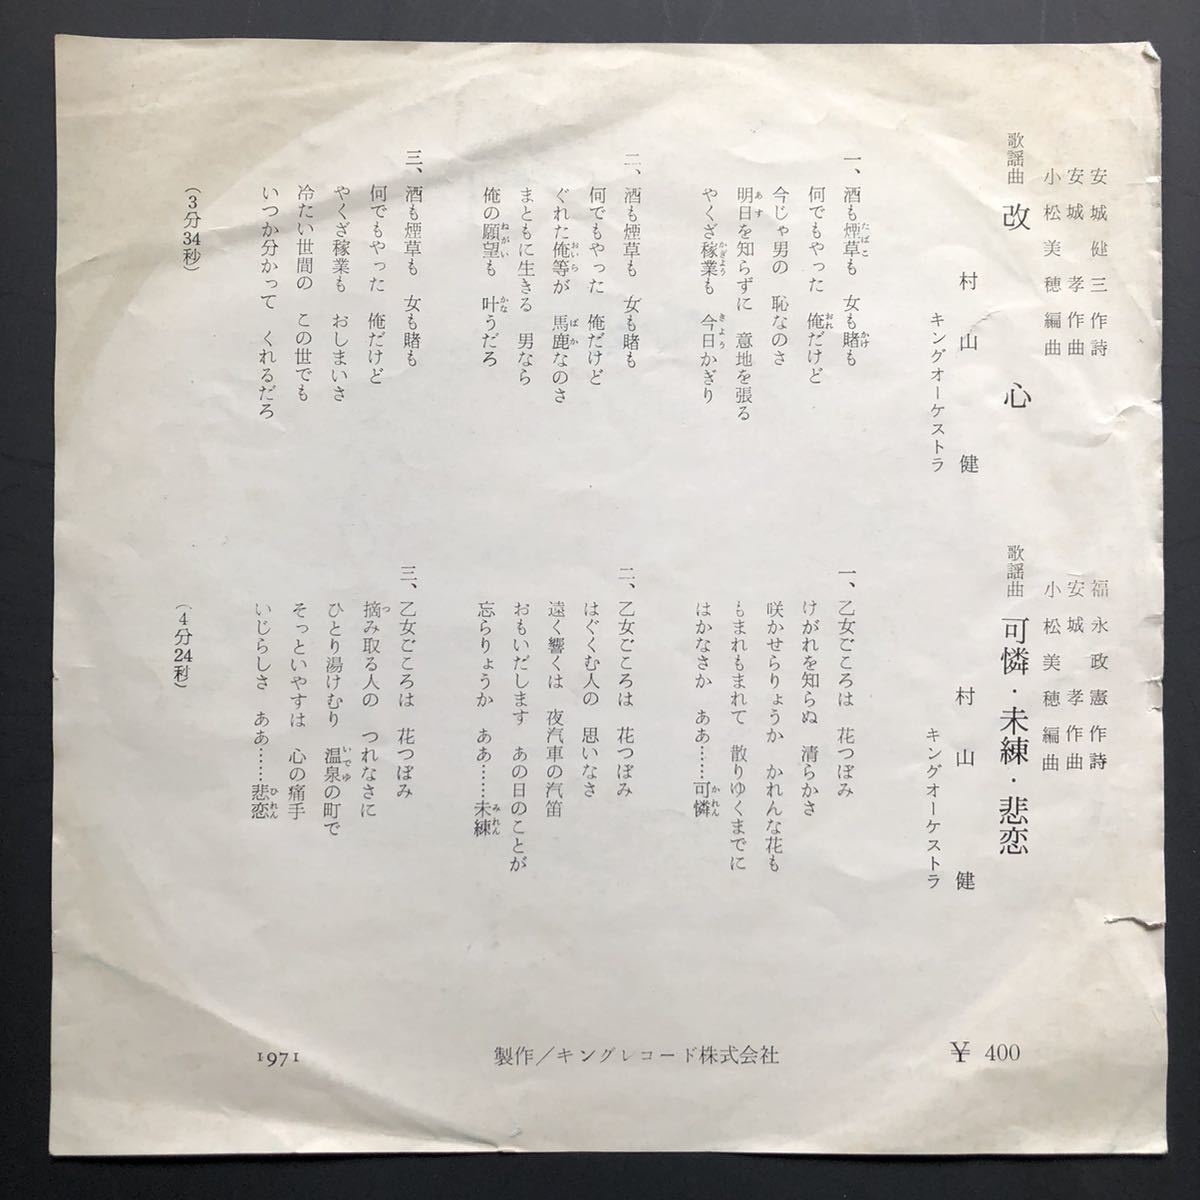 安城健三作詩
安城孝作曲
小松美穂編曲
歌謡曲 改心
村山健
キングオーケストラ
一、酒も煙草も 女も賭も
何でもやった 俺だけど
今じゃ男の 恥なのさ
明日を知らずに 意地を張る
やくざ稼業も 今日かぎり
二、酒も煙草も 女も賭も
何でもやった 俺だけど
ぐれた俺等が 馬鹿なのさ
まともに生きる 男なら
俺の願望も 叶うだろ
三、酒も煙草も 女も賭も
何でもやった 俺だけど
やくざ稼業も おしまいさ
冷たい世間の この世でも
いつか分かって くれるだろ
(3分34秒)
福永政憲作詩
安城孝作曲
小松美穂編曲
歌謡曲 可憐・未練・悲恋
村山健
キングオーケストラ
一、乙女ごころは 花つぼみ
けがれを知らぬ 清らかさ
咲かせらりょうか かれんな花も
もまれもまれて 散りゆくまでに
はかなさか ああ……可憐
二、乙女ごころは 花つぼみ
はぐくむ人の 思いなさ
遠く響くは 夜汽車の汽笛
おもいだします あの日のことが
忘らりょうか ああ……未練
三、乙女ごころは 花つぼみ
摘み取る人の つれなさに
ひとり湯けむり 温泉の町で
そっといやすは 心の痛手
いじらしさ ああ……悲恋
(4分24秒)
1971
製作/キングレコード株式会社
¥ 400